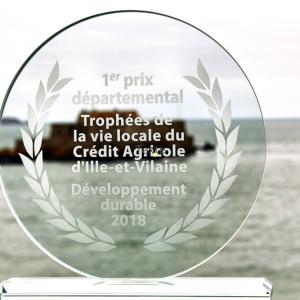 1er prix
départemental
Trophées de
la vie locale du
Crédit Agricole
d'Ille-et-Vilaine
Développement
durable
2018